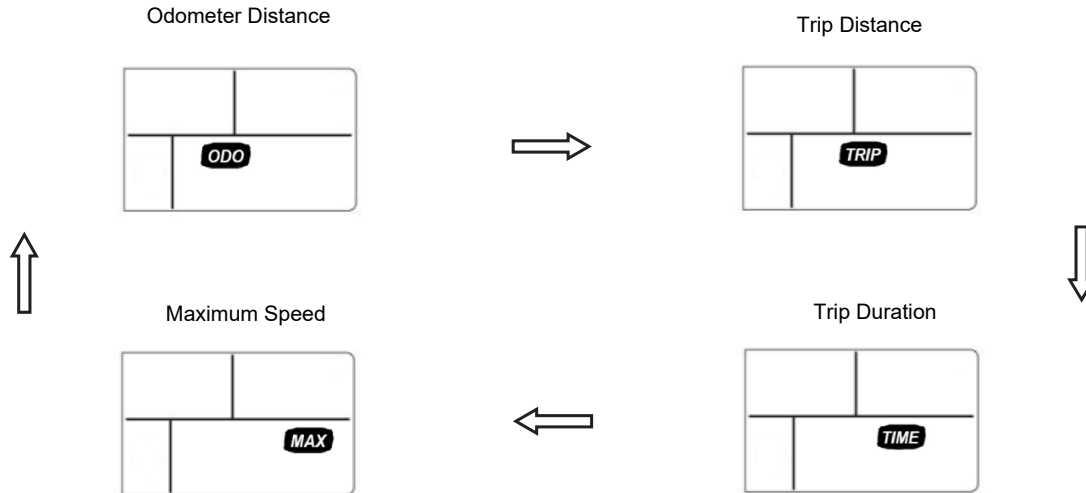 Odometer Distance
Trip Distance
ODO
TRIP
Maximum Speed
Trip Duration
MAX
TIME